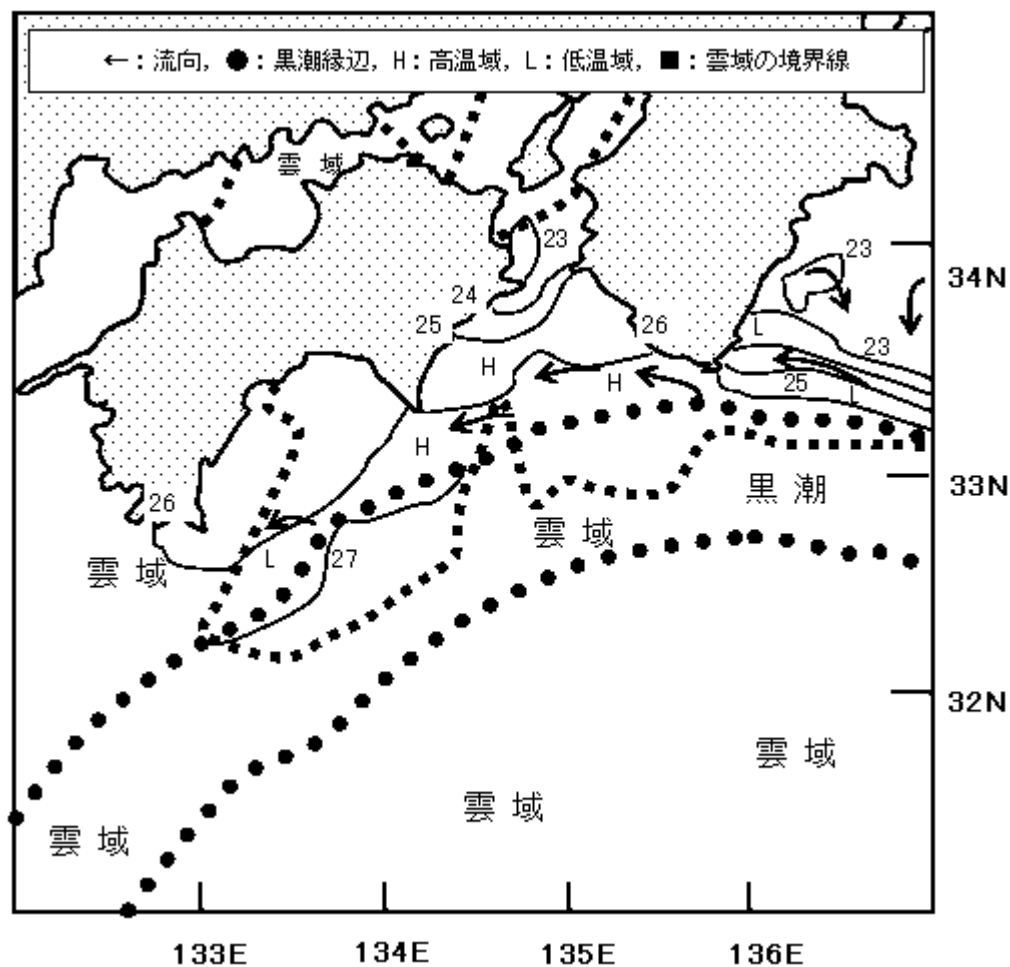 ←：流向，●：黒潮縁辺，H：高温域，L：低温域，■：雲域の境界線
雲 域
23
23
34N
24
25
26
L
23
H
H
25
L
H
黒 潮
33N
26
雲 域
雲 域
L
27
32N
雲 域
雲 域
雲 域
133E
134E
135E
136E